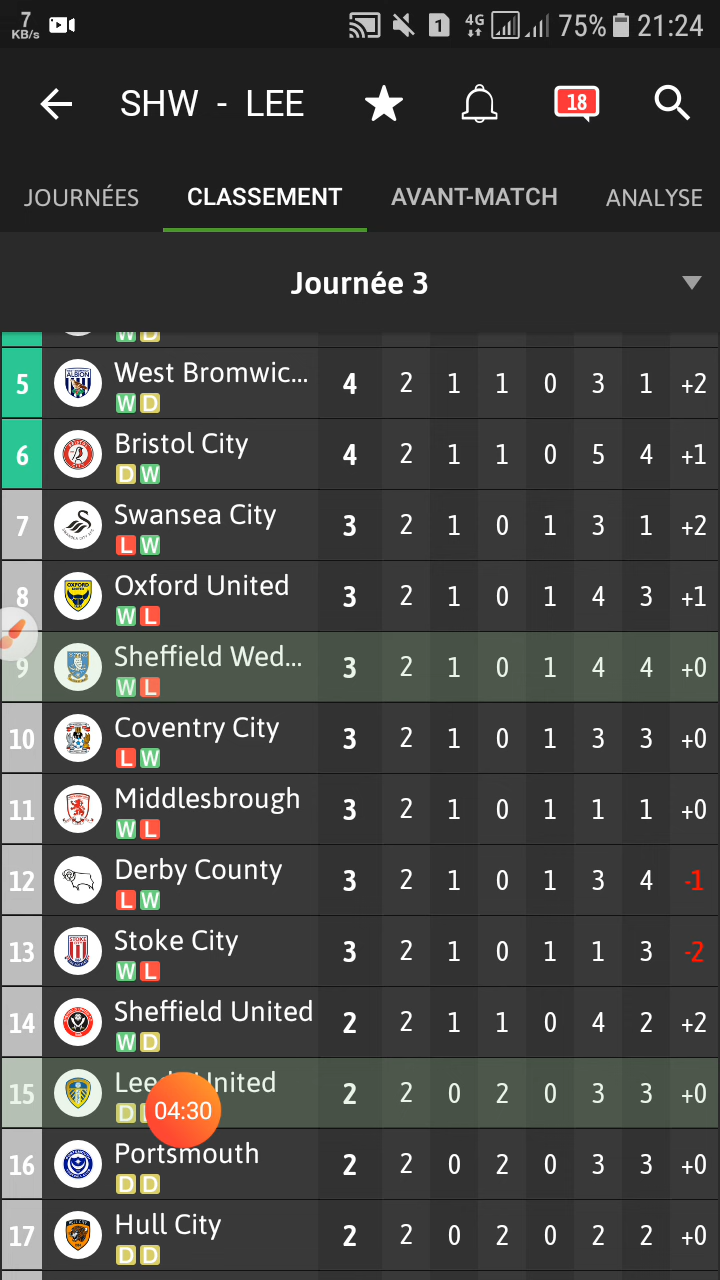 7 KB/s 1 4G 75% 21:24
SHW - LEE 18
JOURNÉES CLASSEMENT AVANT-MATCH ANALYSE
Journée 3
W D
5 West Bromwic... 4 2 1 1 0 3 1 +2
W D
6 Bristol City 4 2 1 1 0 5 4 +1
D W
7 Swansea City 3 2 1 0 1 3 1 +2
L W
8 Oxford United 3 2 1 0 1 4 3 +1
W L
9 Sheffield Wed... 3 2 1 0 1 4 4 +0
W L
10 Coventry City 3 2 1 0 1 3 3 +0
L W
11 Middlesbrough 3 2 1 0 1 1 1 +0
W L
12 Derby County 3 2 1 0 1 3 4 -1
L W
13 Stoke City 3 2 1 0 1 1 3 -2
W L
14 Sheffield United 2 2 1 1 0 4 2 +2
W D
15 Leeds United 2 2 0 2 0 3 3 +0
D 04:30
16 Portsmouth 2 2 0 2 0 3 3 +0
D D
17 Hull City 2 2 0 2 0 2 2 +0
D D